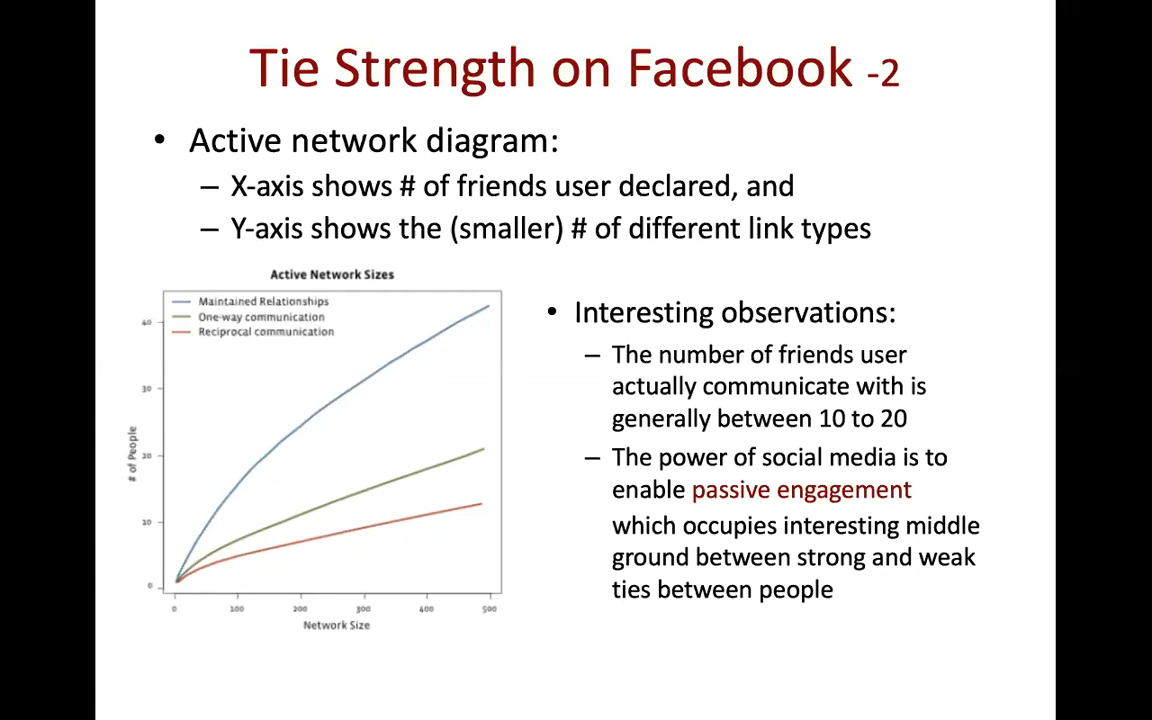 Tie Strength on Facebook -2
• Active network diagram:
– X-axis shows # of friends user declared, and
– Y-axis shows the (smaller) # of different link types
Active Network Sizes
Maintained Relationships
One-way communication
Reciprocal communication
40
30
20
10
0
# of People
0 100 200 300 400 500
Network Size
• Interesting observations:
– The number of friends user
actually communicate with is
generally between 10 to 20
– The power of social media is to
enable passive engagement
which occupies interesting middle
ground between strong and weak
ties between people